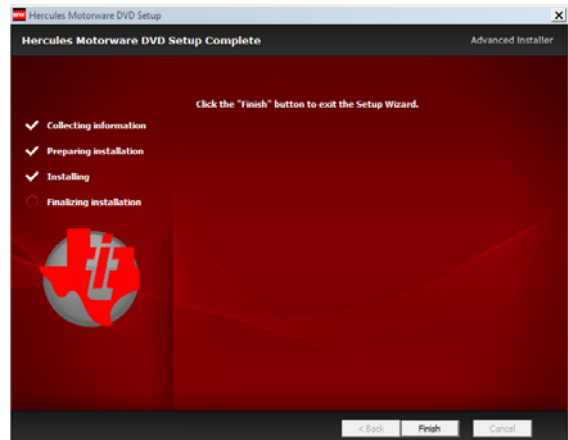 MW Hercules Motorware DVD Setup
Hercules Motorware DVD Setup Complete
Advanced Installer
Click the "Finish" button to exit the Setup Wizard.
Collecting information
Preparing installation
Installing
Finalizing installation
< Back Finish Cancel